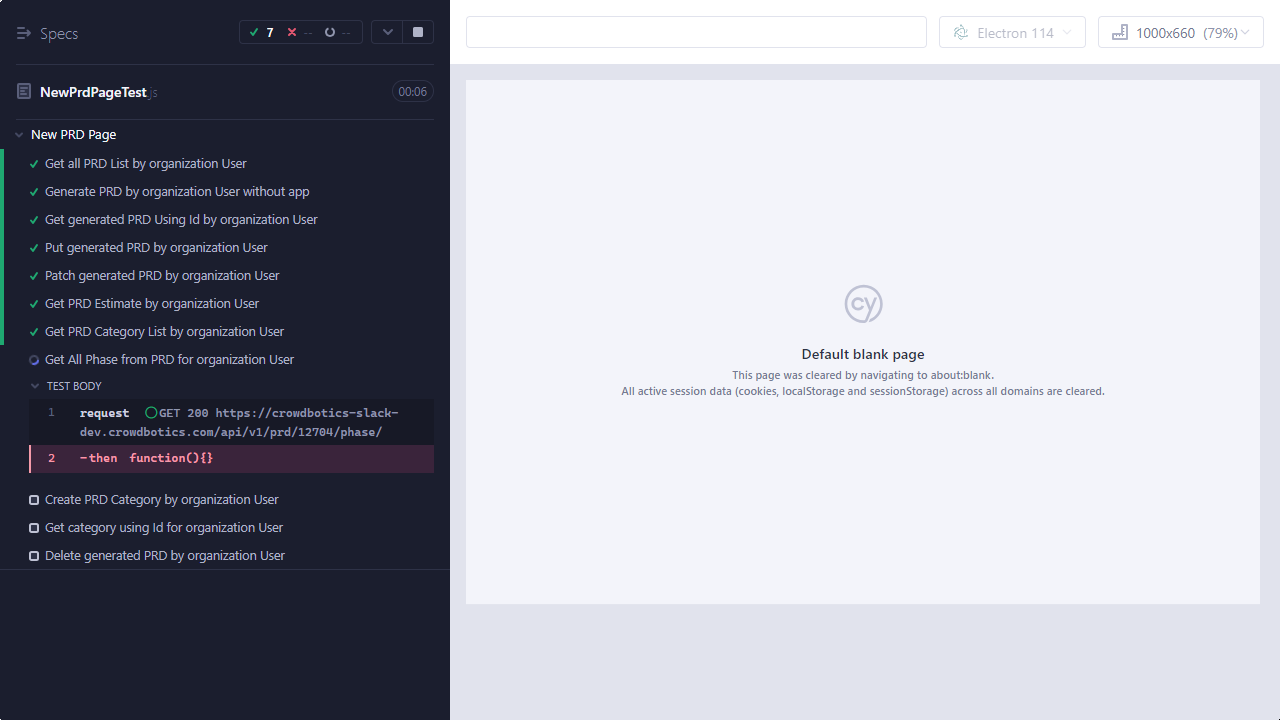 Specs
7 -- --
NewPrdPageTest.js 00:06
New PRD Page
Get all PRD List by organization User
Generate PRD by organization User without app
Get generated PRD Using Id by organization User
Put generated PRD by organization User
Patch generated PRD by organization User
Get PRD Estimate by organization User
Get PRD Category List by organization User
Get All Phase from PRD for organization User
TEST BODY
1 request GET 200 https://crowdbotics-slack-
dev.crowdbotics.com/api/v1/prd/12704/phase/
2 -then function(){}
Create PRD Category by organization User
Get category using Id for organization User
Delete generated PRD by organization User
Electron 114
1000x660 (79%)
cy
Default blank page
This page was cleared by navigating to about:blank.
All active session data (cookies, localStorage and sessionStorage) across all domains are cleared.